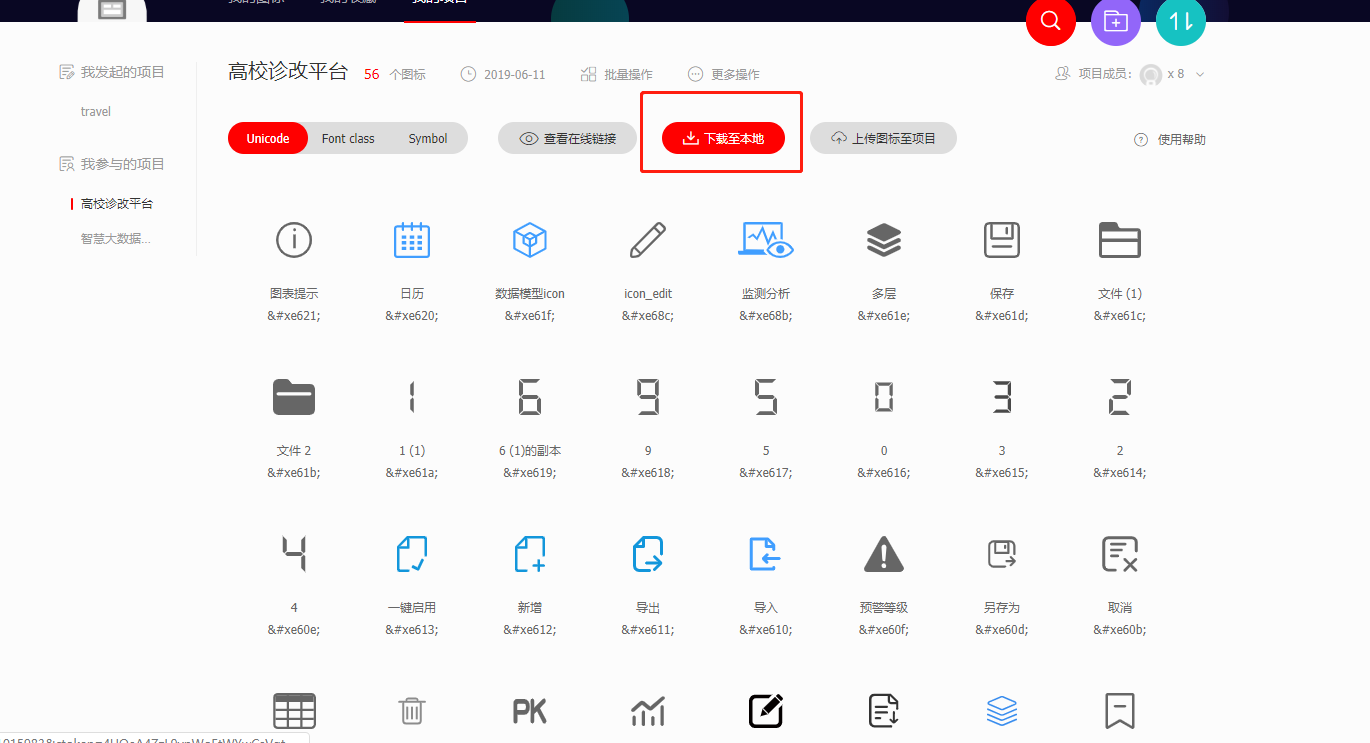 我的图标 我的收藏 我的项目
我发起的项目
travel
我参与的项目
高校诊改平台
智慧大数据...
高校诊改平台 56 个图标 2019-06-11 批量操作 更多操作 项目成员: x 8
Unicode Font class Symbol 查看在线链接 下载至本地 上传图标至项目 使用帮助
图表提示 日历 数据模型icon icon_edit 监测分析 多层 保存 文件 (1)
&#xe621; &#xe620; &#xe61f; &#xe68c; &#xe68b; &#xe61e; &#xe61d; &#xe61c;
文件 2 1 (1) 6 (1)的副本 9 5 0 3 2
&#xe61b; &#xe61a; &#xe619; &#xe618; &#xe617; &#xe616; &#xe615; &#xe614;
4 一键启用 新增 导出 导入 预警等级 另存为 取消
&#xe60e; &#xe613; &#xe612; &#xe611; &#xe610; &#xe60f; &#xe60d; &#xe60b;
PK